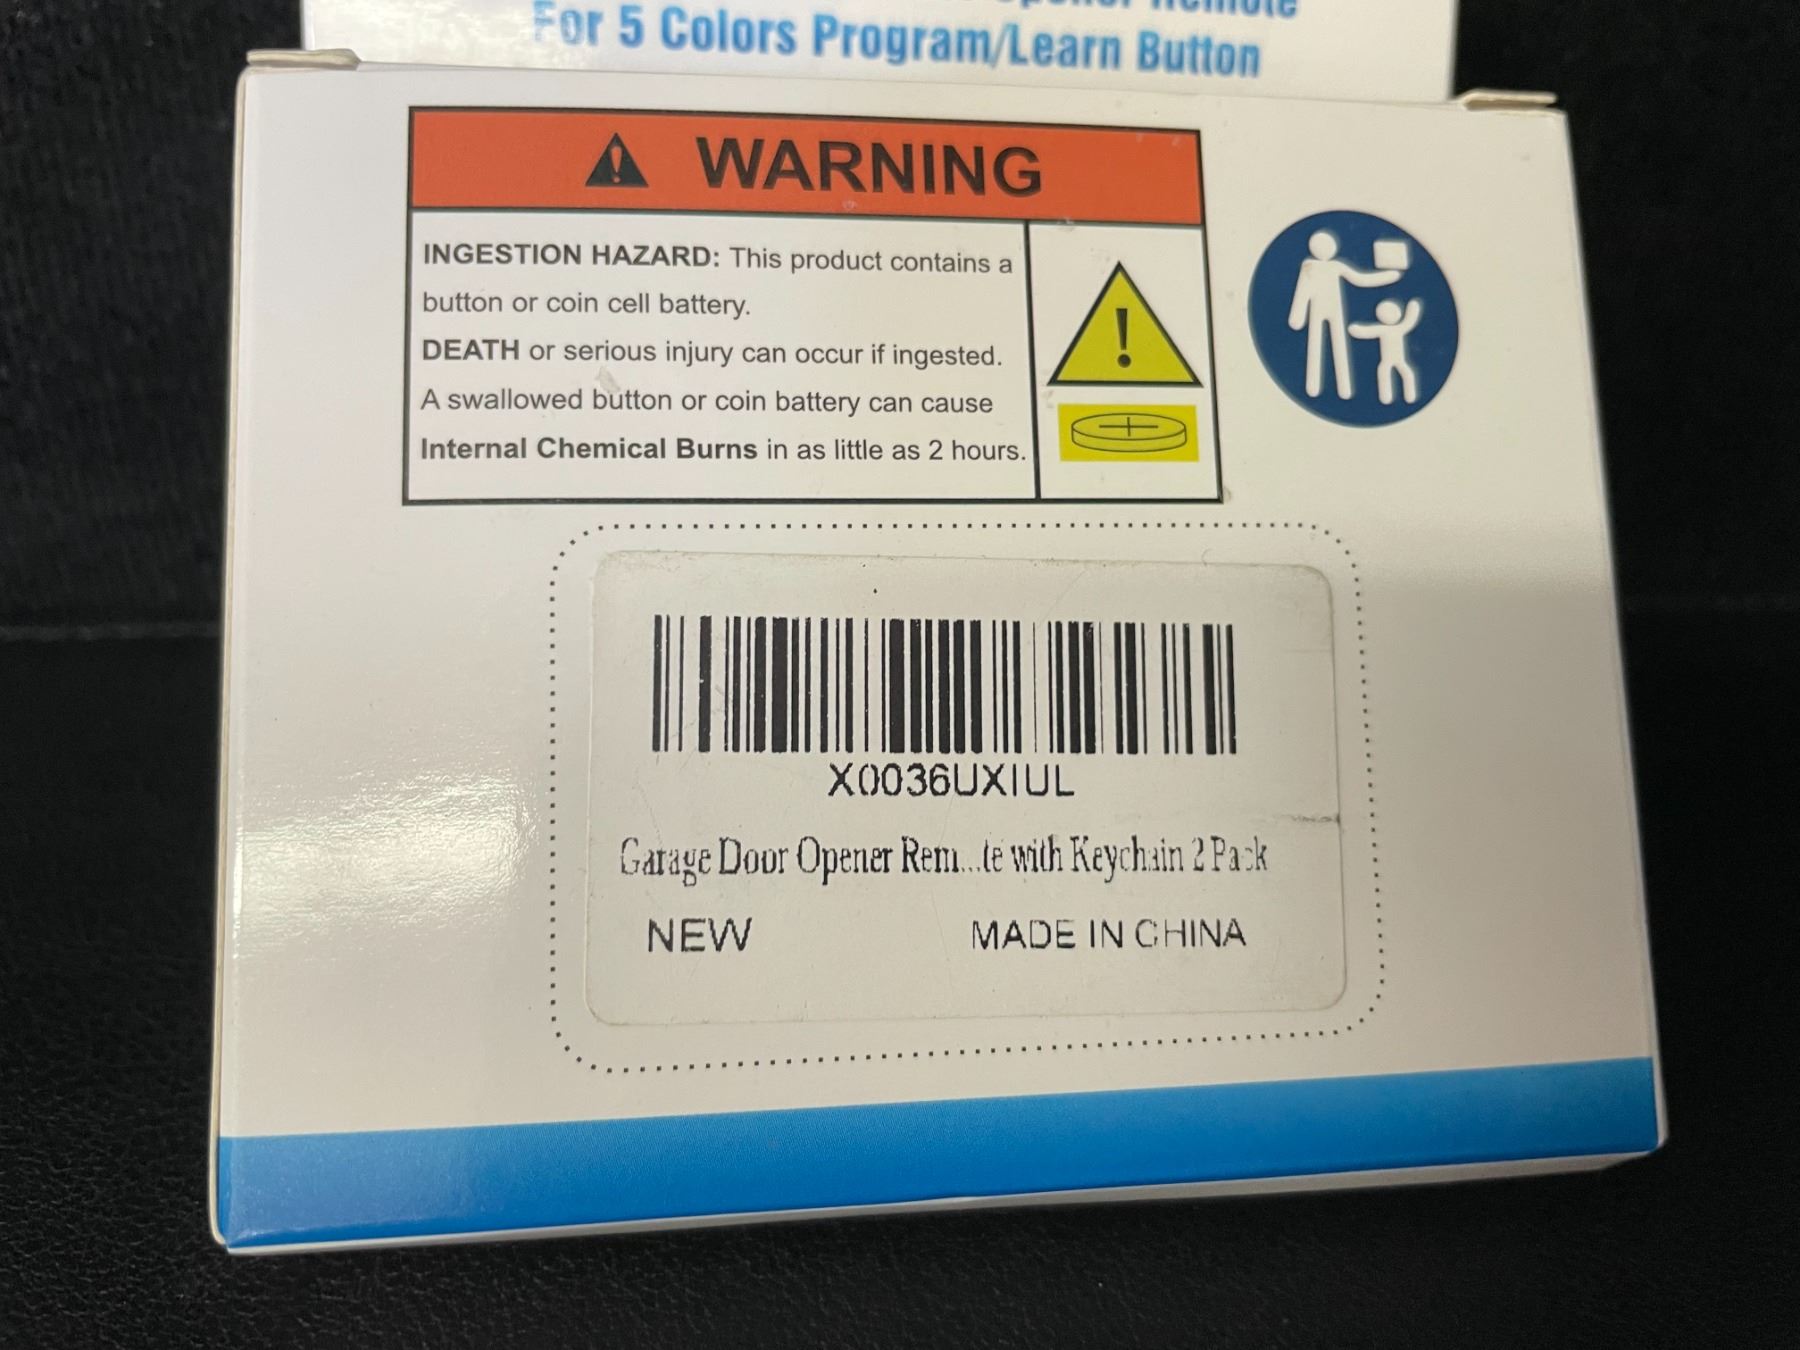 Opener Remote
For 5 Colors Program/Learn Button
WARNING
INGESTION HAZARD: This product contains a
button or coin cell battery.
DEATH or serious injury can occur if ingested.
A swallowed button or coin battery can cause
Internal Chemical Burns in as little as 2 hours.
X0036UXIUL
Garage Door Opener Rem...te with Keychain 2 Pack
NEW MADE IN CHINA